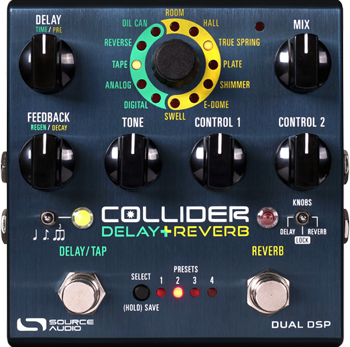 DELAY
TIME / PRE
OIL CAN
ROOM
HALL
MIX
REVERSE
TRUE SPRING
TAPE
PLATE
ANALOG
SHIMMER
DIGITAL
SWELL
E-DOME
FEEDBACK
REGEN / DECAY
TONE
CONTROL 1
CONTROL 2
COLLIDER
DELAY+REVERB
KNOBS
DELAY
REVERB
LOCK
DELAY/TAP
REVERB
PRESETS
SELECT
1 2 3 4
(HOLD) SAVE
SOURCE
AUDIO
DUAL DSP